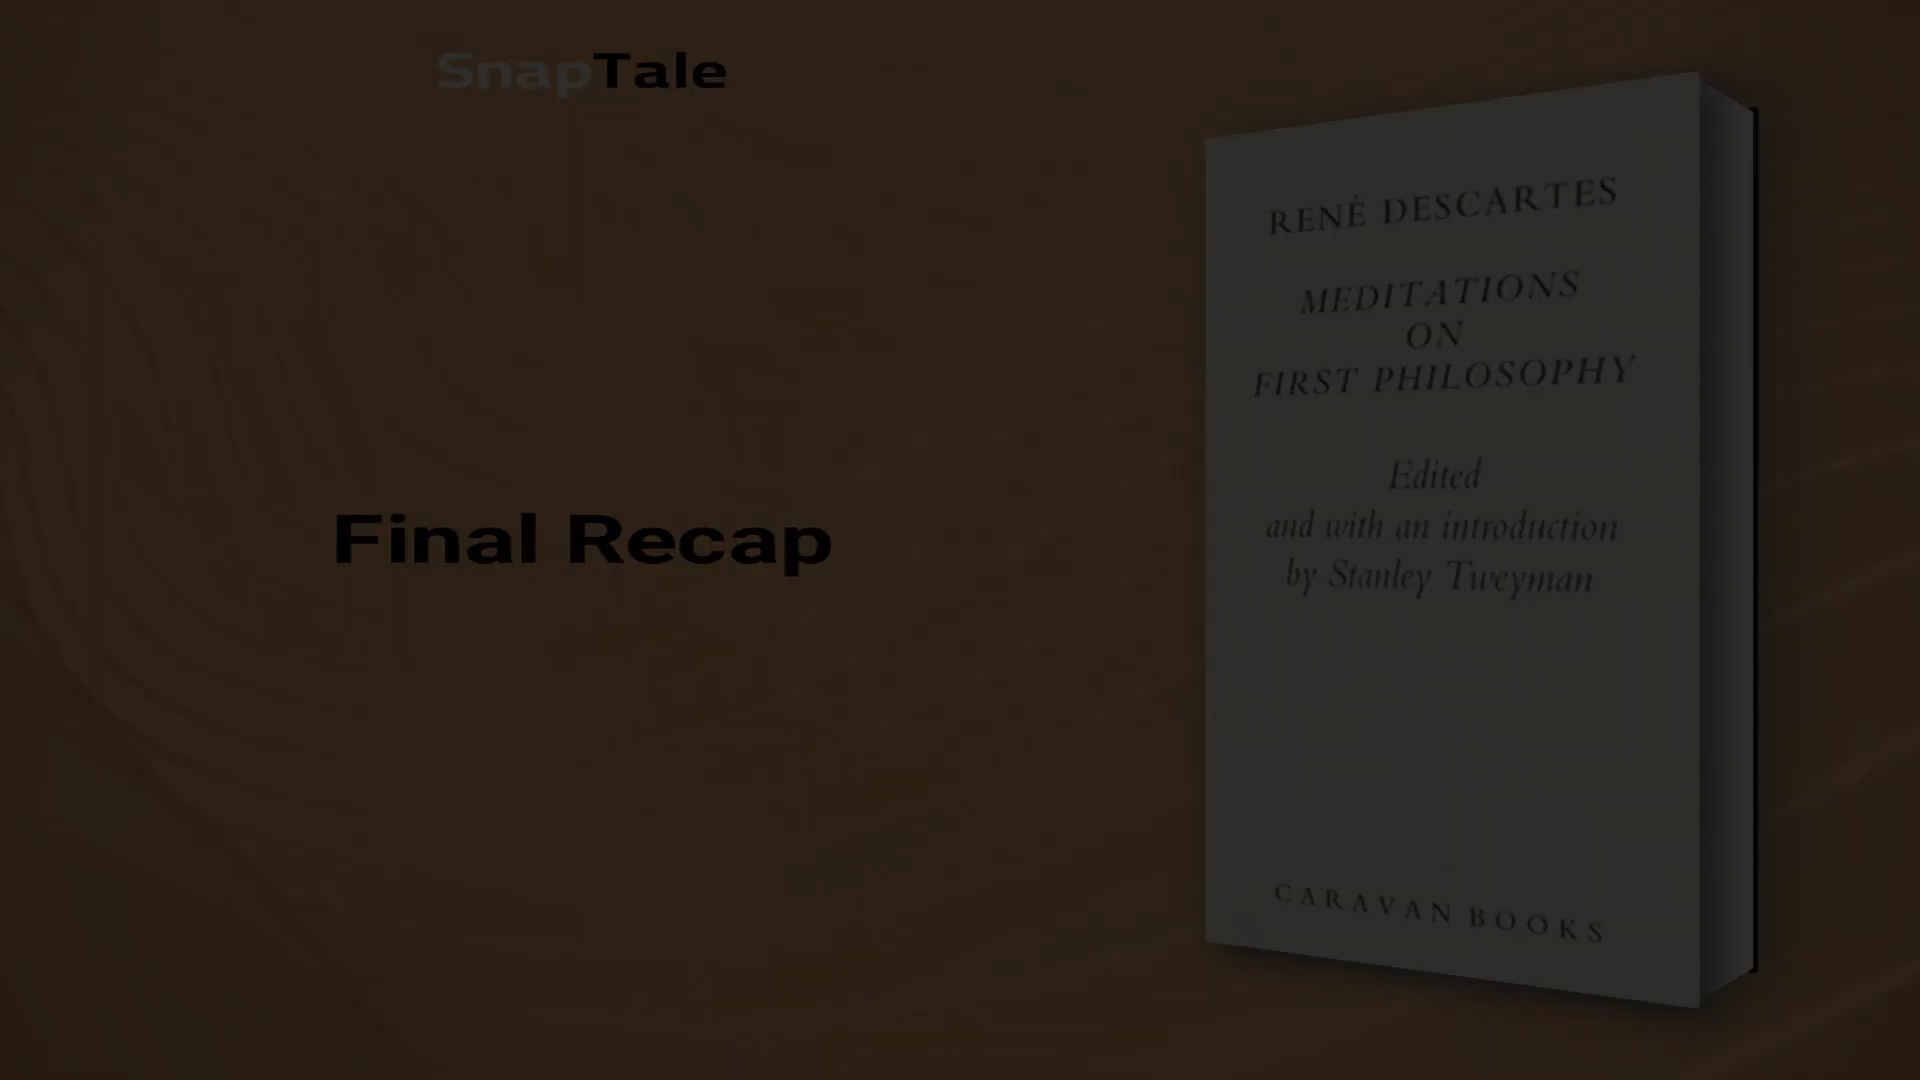 SnapTale
Final Recap
RENÉ DESCARTES
MEDITATIONS
ON
FIRST PHILOSOPHY
Edited
and with an introduction
by Stanley Tweyman
CARAVAN BOOKS